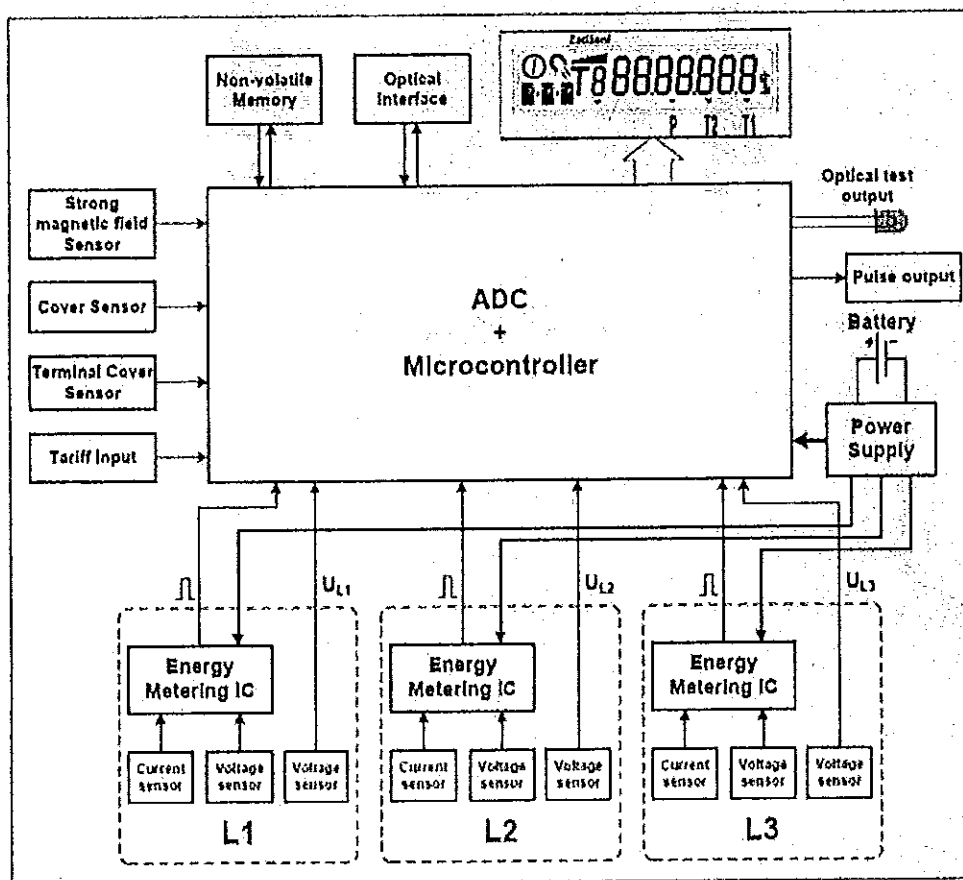 Non-volatile
Memory
Optical
Interface
T8 8888888
P T2 T1
Optical test
output
Strong
magnetic field
Sensor
Pulse output
Cover Sensor
ADC
+
Microcontroller
Battery
+ -
Terminal Cover
Sensor
Power
Supply
Tariff Input
UL1
UL2
UL3
Energy
Metering IC
Energy
Metering IC
Energy
Metering IC
Current
sensor
Voltage
sensor
Voltage
sensor
Current
sensor
Voltage
sensor
Voltage
sensor
Current
sensor
Voltage
sensor
Voltage
sensor
L1
L2
L3